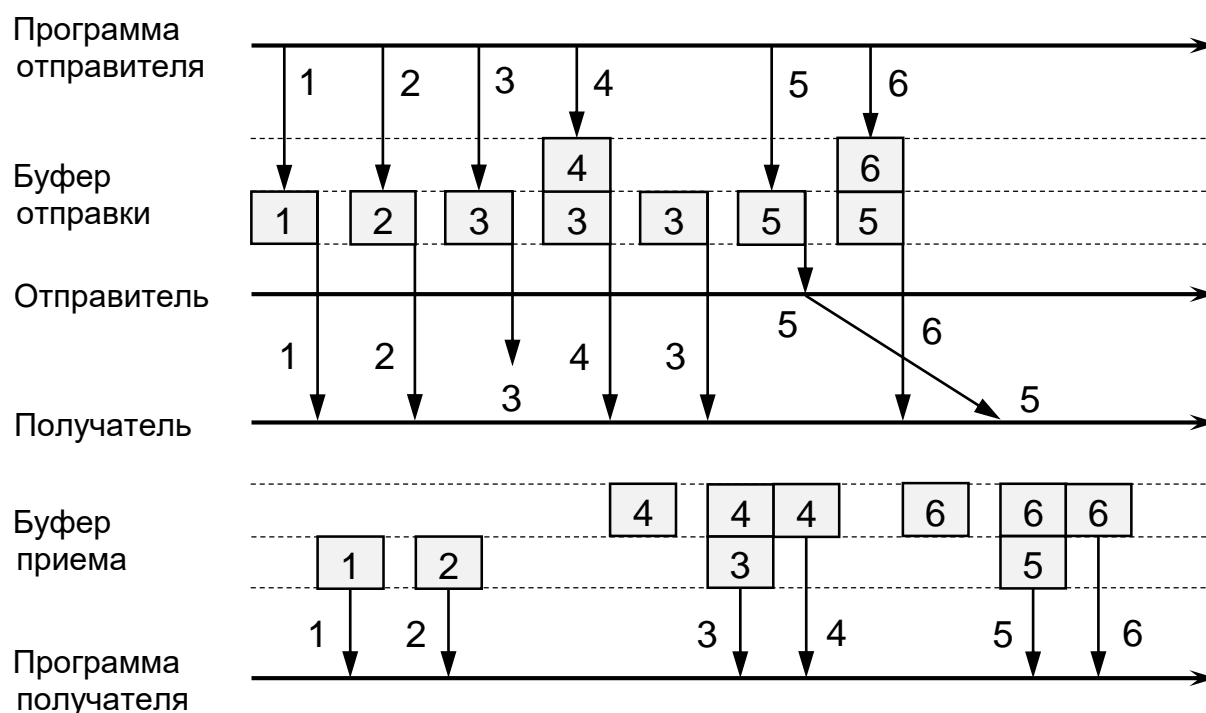 Программа
отправителя
1 2 3 4 5 6
4 6
Буфер
отправки
1 2 3 3 3 5 5
Отправитель
5 6
1 2 4 3
3 5
Получатель
4 4 4 6 6 6
Буфер
приема
1 2 3 5
1 2 3 4 5 6
Программа
получателя